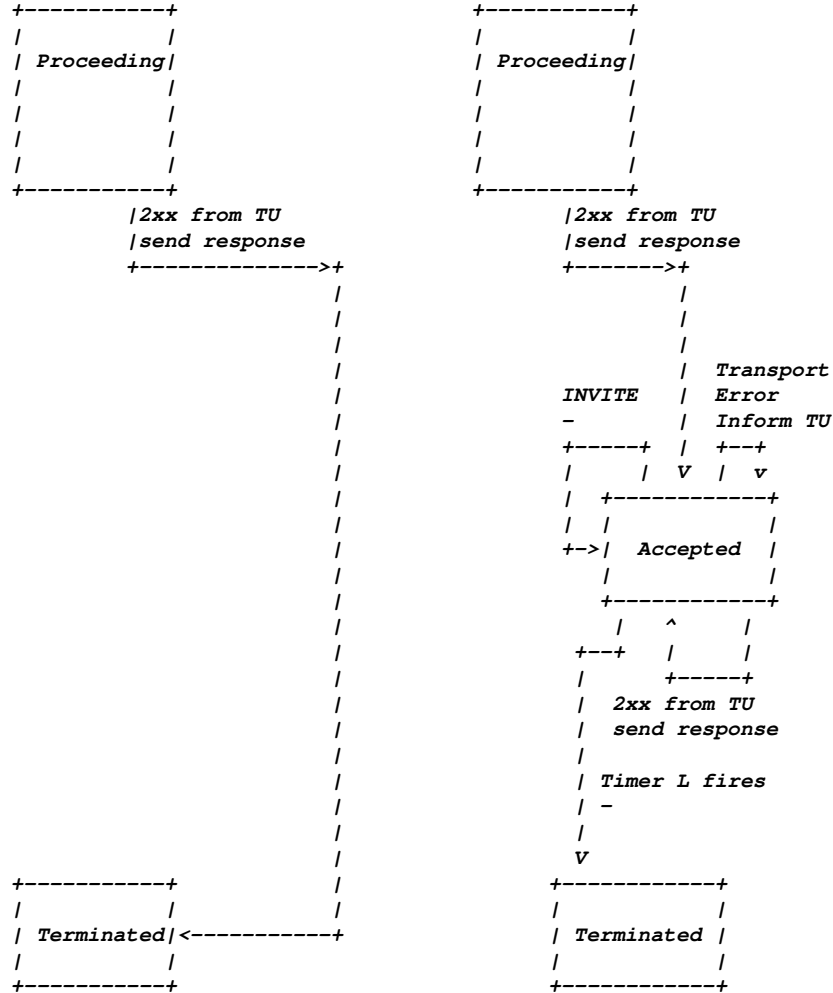 Proceeding Proceeding
2xx from TU 2xx from TU
send response send response
Transport
INVITE Error
- Inform TU
Accepted
2xx from TU
send response
Timer L fires
-
Terminated Terminated